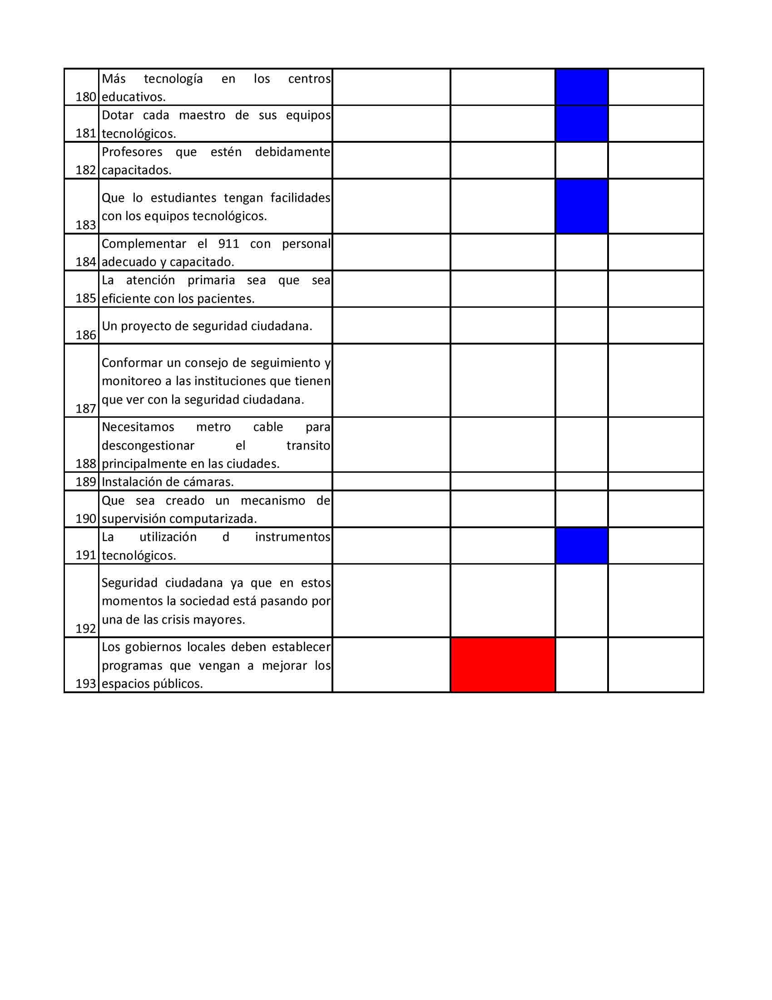 Más tecnología en los centros
180 educativos.
Dotar cada maestro de sus equipos
181 tecnológicos.
Profesores que estén debidamente
182 capacitados.
Que lo estudiantes tengan facilidades
con los equipos tecnológicos.
183
Complementar el 911 con personal
184 adecuado y capacitado.
La atención primaria sea que sea
185 eficiente con los pacientes.
Un proyecto de seguridad ciudadana.
186
Conformar un consejo de seguimiento y
monitoreo a las instituciones que tienen
que ver con la seguridad ciudadana.
187
Necesitamos metro cable para
descongestionar el transito
188 principalmente en las ciudades.
189 Instalación de cámaras.
Que sea creado un mecanismo de
190 supervisión computarizada.
La utilización d instrumentos
191 tecnológicos.
Seguridad ciudadana ya que en estos
momentos la sociedad está pasando por
una de las crisis mayores.
192
Los gobiernos locales deben establecer
programas que vengan a mejorar los
193 espacios públicos.